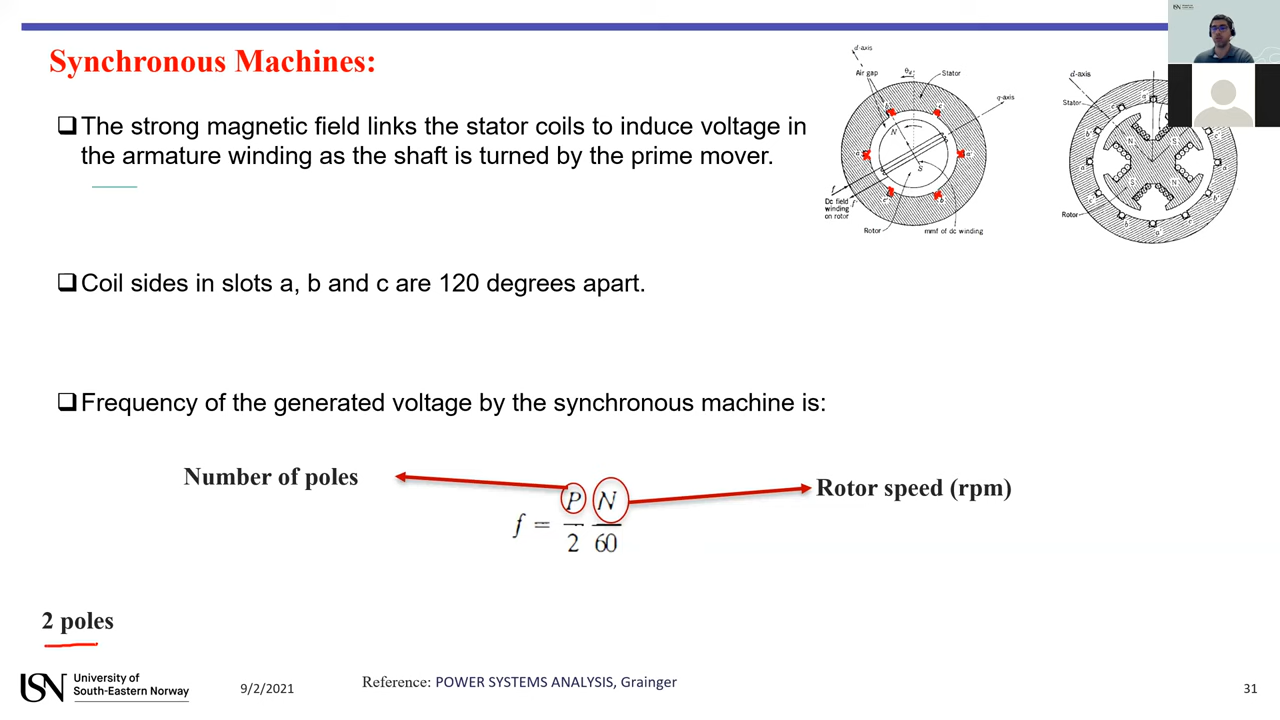 Synchronous Machines:
❑The strong magnetic field links the stator coils to induce voltage in
the armature winding as the shaft is turned by the prime mover.
❑Coil sides in slots a, b and c are 120 degrees apart.
❑Frequency of the generated voltage by the synchronous machine is:
Number of poles
f = P/2 N/60
Rotor speed (rpm)
2 poles
d-axis
Air gap
θd
Stator
q-axis
b'
c
N
a
a'
S
f
f'
c'
b
Dc field
winding
on rotor
Rotor
mmf of dc winding
d-axis
Stator
Rotor
USN
University of
South-Eastern Norway
9/2/2021
Reference: POWER SYSTEMS ANALYSIS, Grainger
31